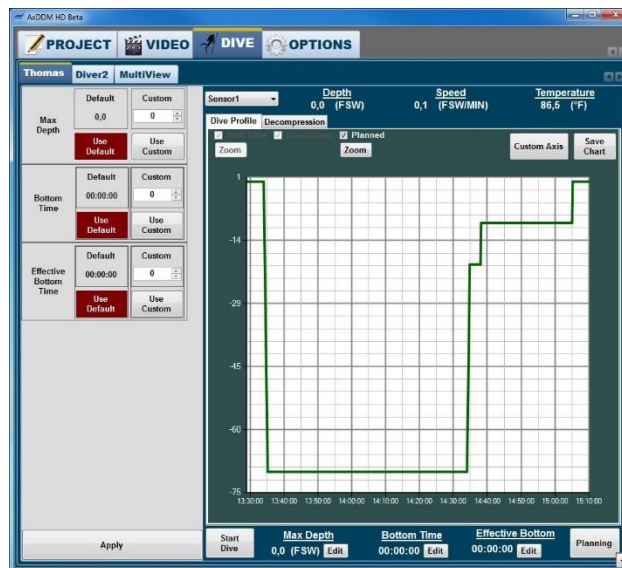 AxDDM HD Beta
PROJECT VIDEO DIVE OPTIONS
Thomas Diver2 MultiView
Default Custom
Max Depth
0,0 0
Use Default Use Custom
Default Custom
Bottom Time
00:00:00 0
Use Default Use Custom
Default Custom
Effective Bottom Time
00:00:00 0
Use Default Use Custom
Apply
Sensor1
Depth Speed Temperature
0,0 (FSW) 0,1 (FSW/MIN) 86,5 (°F)
Dive Profile Decompression
Planned
Zoom Zoom Custom Axis Save Chart
1
-14
-29
-45
-60
-75
13:30:00 13:40:00 13:50:00 14:00:00 14:10:00 14:20:00 14:30:00 14:40:00 14:50:00 15:00:00 15:10:00
Start Dive
Max Depth Bottom Time Effective Bottom
0,0 (FSW) Edit 00:00:00 Edit 00:00:00 Edit
Planning